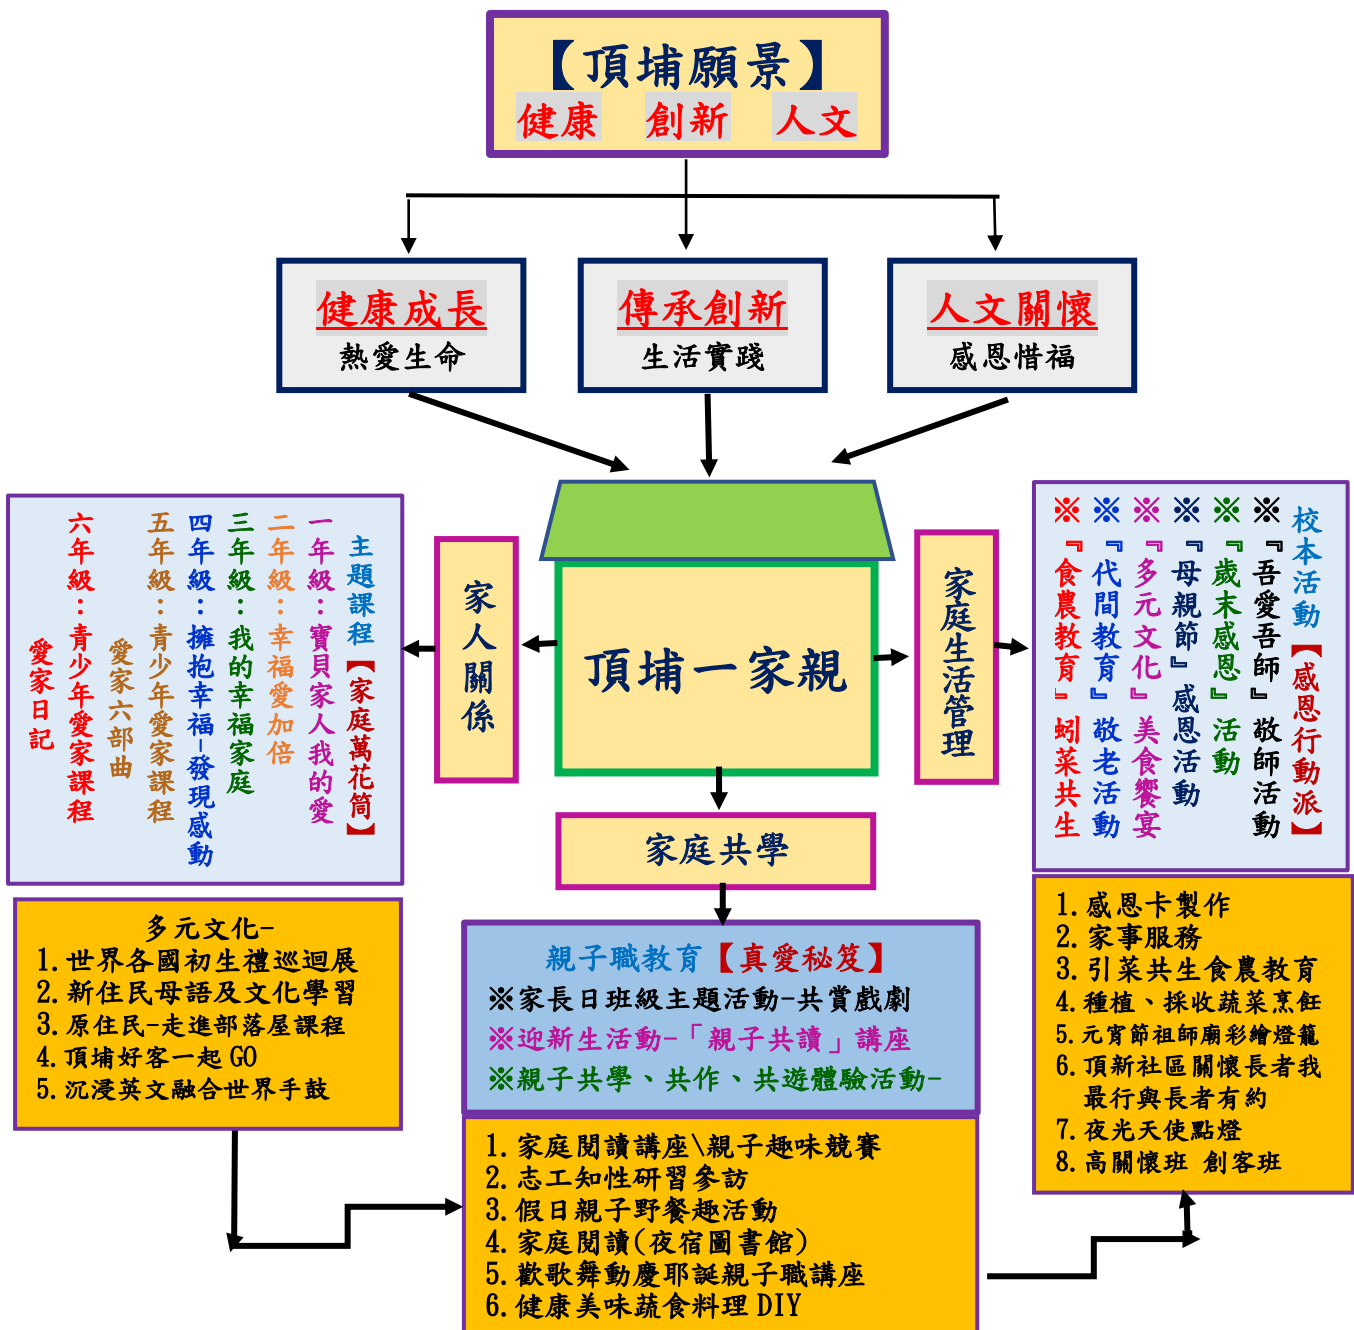 【頂埔願景】
健康 創新 人文
健康成長
熱愛生命
傳承創新
生活實踐
人文關懷
感恩惜福
主題課程【家庭萬花筒】
一年級：寶貝家人我的愛
二年級：幸福愛加倍
三年級：我的幸福家庭
四年級：擁抱幸福-發現感動
五年級：青少年愛家課程
愛家六部曲
六年級：青少年愛家課程
愛家日記
家人關係
頂埔一家親
家庭生活管理
校本活動【感恩行動派】
※『吾愛吾師』敬師活動
※『歲末感恩』活動
※『母親節』感恩活動
※『多元文化』美食饗宴
※『代間教育』敬老活動
※『食農教育』蚓菜共生
家庭共學
多元文化-
1.世界各國初生禮巡迴展
2.新住民母語及文化學習
3.原住民-走進部落屋課程
4.頂埔好客一起 GO
5.沉浸英文融合世界手鼓
親子職教育【真愛秘笈】
※家長日班級主題活動-共賞戲劇
※迎新生活動-「親子共讀」講座
※親子共學、共作、共遊體驗活動-
1.家庭閱讀講座\親子趣味競賽
2.志工知性研習參訪
3.假日親子野餐趣活動
4.家庭閱讀(夜宿圖書館)
5.歡歌舞動慶耶誕親子職講座
6.健康美味蔬食料理 DIY
1.感恩卡製作
2.家事服務
3.引菜共生食農教育
4.種植、採收蔬菜烹飪
5.元宵節祖師廟彩繪燈籠
6.頂新社區關懷長者我
最行與長者有約
7.夜光天使點燈
8.高關懷班 創客班